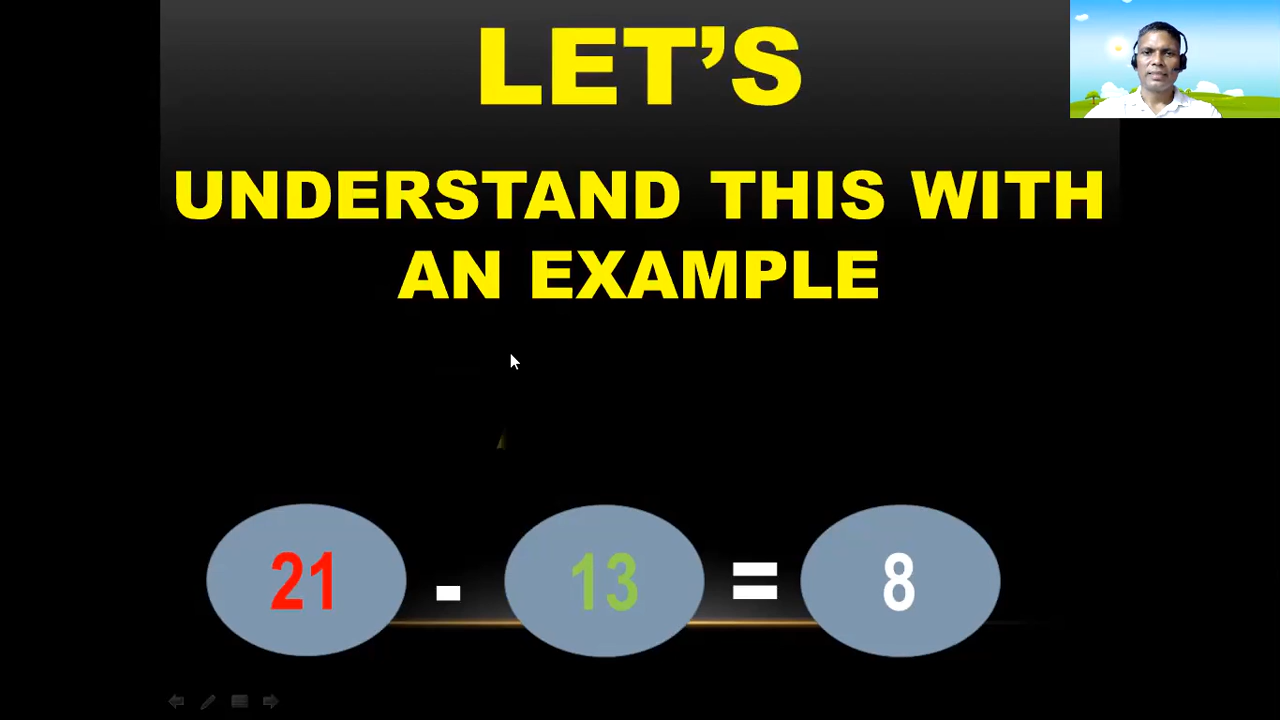 LET’S
UNDERSTAND THIS WITH
AN EXAMPLE
21 - 13 = 8